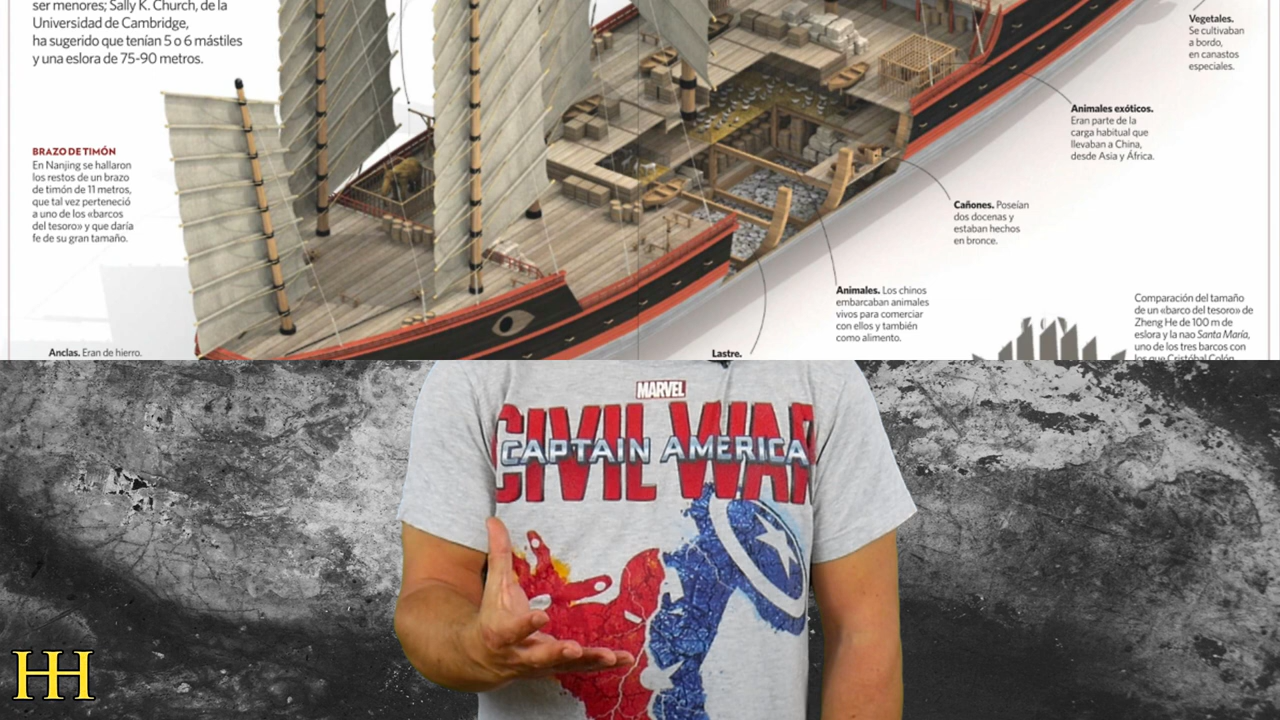 ser menores; Sally K. Church, de la
Universidad de Cambridge,
ha sugerido que tenían 5 o 6 mástiles
y una eslora de 75-90 metros.
BRAZO DE TIMÓN
En Nanjing se hallaron
los restos de un brazo
de timón de 11 metros,
que tal vez perteneció
a uno de los «barcos
del tesoro» y que daría
fe de su gran tamaño.
Anclas. Eran de hierro.
Vegetales.
Se cultivaban
a bordo,
en canastos
especiales.
Animales exóticos.
Eran parte de la
carga habitual que
llevaban a China,
desde Asia y África.
Cañones. Poseían
dos docenas y
estaban hechos
en bronce.
Animales. Los chinos
embarcaban animales
vivos para comerciar
con ellos y también
como alimento.
Lastre.
Comparación del tamaño
de un «barco del tesoro» de
Zheng He de 100 m de
eslora y la nao Santa María,
uno de los tres barcos con
los que Cristóbal Colón
MARVEL
CIVIL WAR
CAPTAIN AMERICA
HH